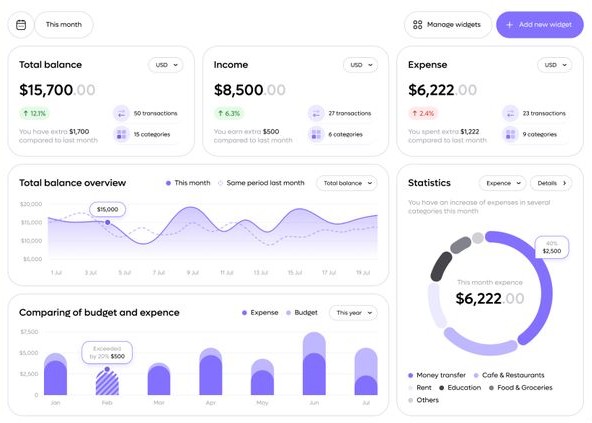 This month
Manage widgets
+ Add new widget
Total balance
USD
$15,700.00
↑ 12.1%
50 transactions
You have extra $1,700
compared to last month
15 categories
Income
USD
$8,500.00
↑ 6.3%
27 transactions
You earn extra $500
compared to last month
6 categories
Expense
USD
$6,222.00
↑ 2.4%
23 transactions
You spent extra $1,222
compared to last month
9 categories
Total balance overview
This month
Same period last month
Total balance
$20,000
$15,000
$10,000
$5,000
$15,000
1 Jul
3 Jul
5 Jul
7 Jul
9 Jul
11 Jul
13 Jul
15 Jul
17 Jul
19 Jul
Statistics
Expense
Details
You have an increase of expenses in several
categories this month
60%
$2,500
This month expence
$6,222.00
Money transfer
Cafe & Restaurants
Rent
Education
Food & Groceries
Others
Comparing of budget and expence
Expense
Budget
This year
$7,500
$5,000
$2,500
0
Exceeded
by 20% $500
Jan
Feb
Mar
Apr
May
Jun
Jul